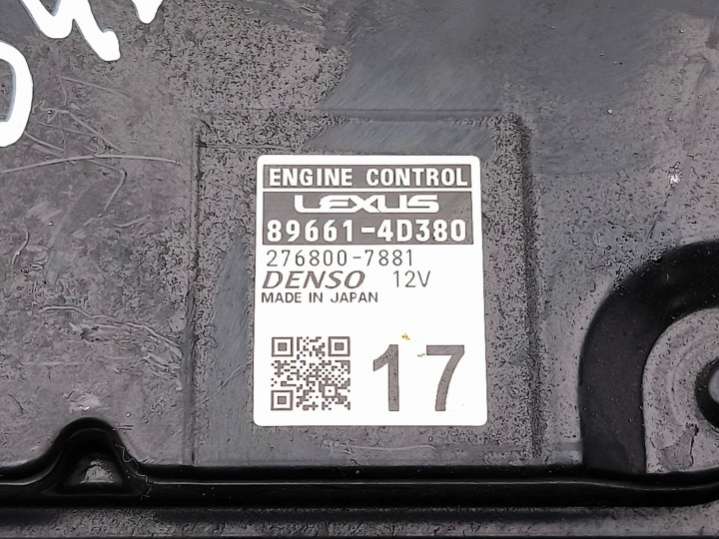 ENGINE CONTROL
LEXUS
89661-4D380
276800-7881
DENSO 12V
MADE IN JAPAN
17